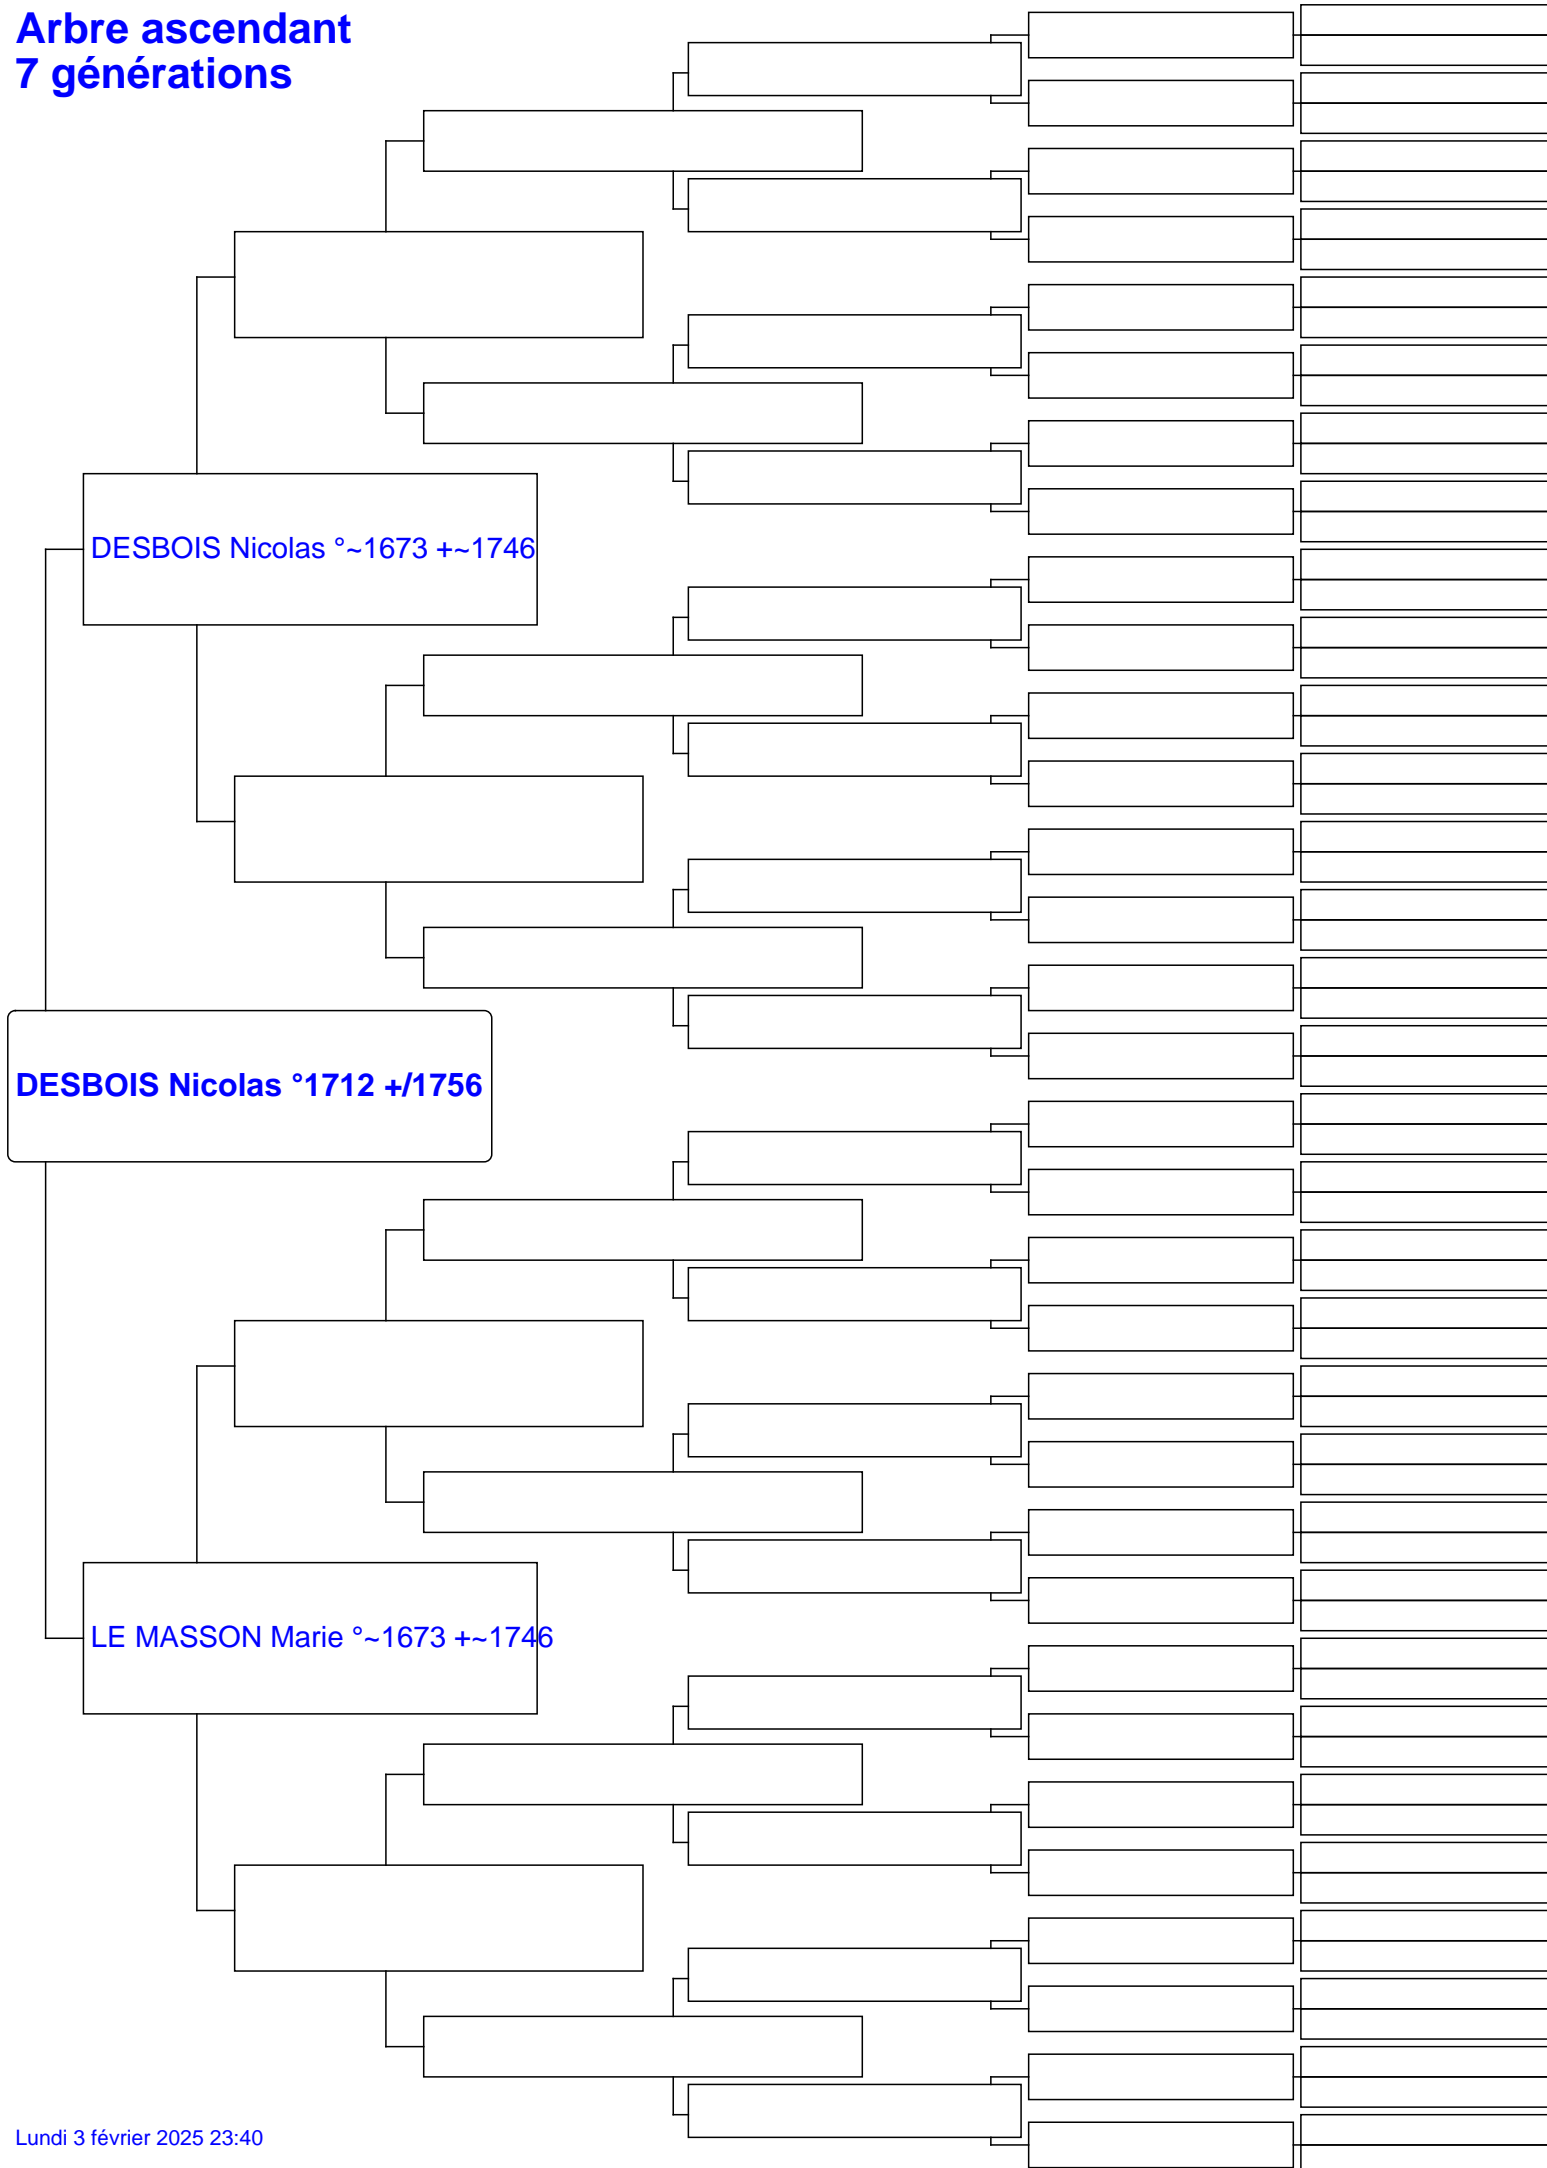 Arbre ascendant
7 générations
DESBOIS Nicolas °~1673 +~1746
DESBOIS Nicolas °1712 +/1756
LE MASSON Marie °~1673 +~1746
Lundi 3 février 2025 23:40